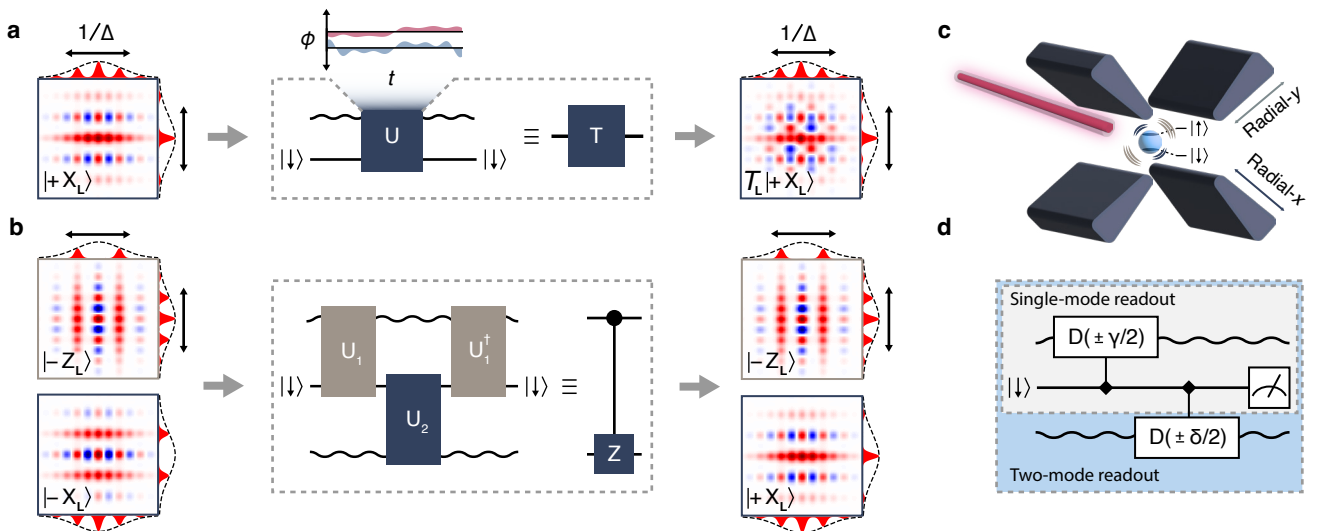 a
1/Δ
ϕ
t
|+X_L⟩
|↓⟩
U
|↓⟩
≡
T
T_L|+X_L⟩
b
|−Z_L⟩
|−X_L⟩
U_1
U_1^†
|↓⟩
U_2
|↓⟩
≡
Z
|−Z_L⟩
|+X_L⟩
c
|↑⟩
|↓⟩
Radial-y
Radial-x
d
Single-mode readout
D(±γ/2)
|↓⟩
D(±δ/2)
Two-mode readout